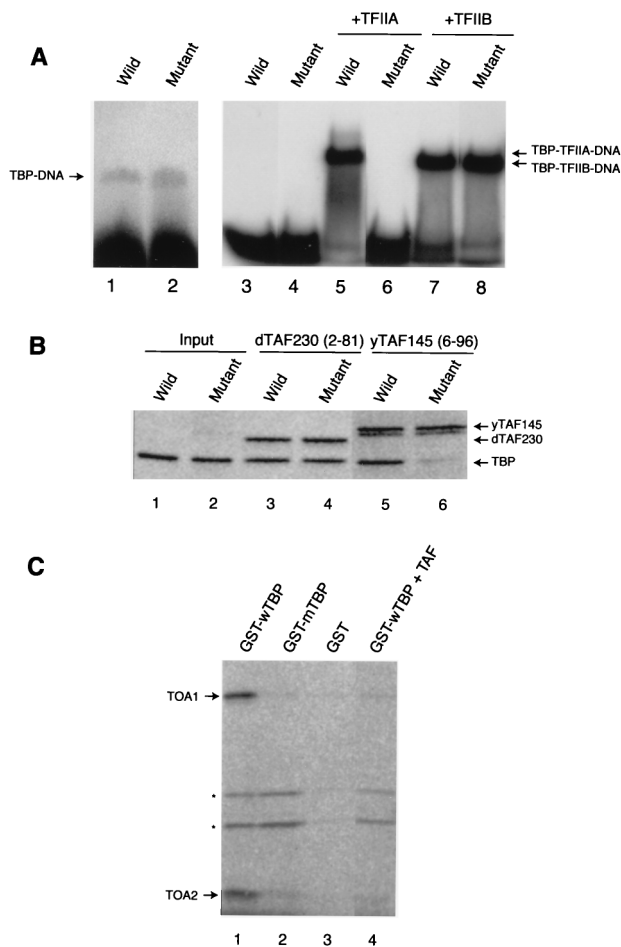 +TFIIA +TFIIB
A Wild Mutant Wild Mutant Wild Mutant Wild Mutant
TBP-DNA
TBP-TFIIA-DNA
TBP-TFIIB-DNA
1 2 3 4 5 6 7 8
B
Input dTAF230 (2-81) yTAF145 (6-96)
Wild Mutant Wild Mutant Wild Mutant
yTAF145
dTAF230
TBP
1 2 3 4 5 6
C
GST-wTBP GST-mTBP GST GST-wTBP + TAF
TOA1
*
*
TOA2
1 2 3 4